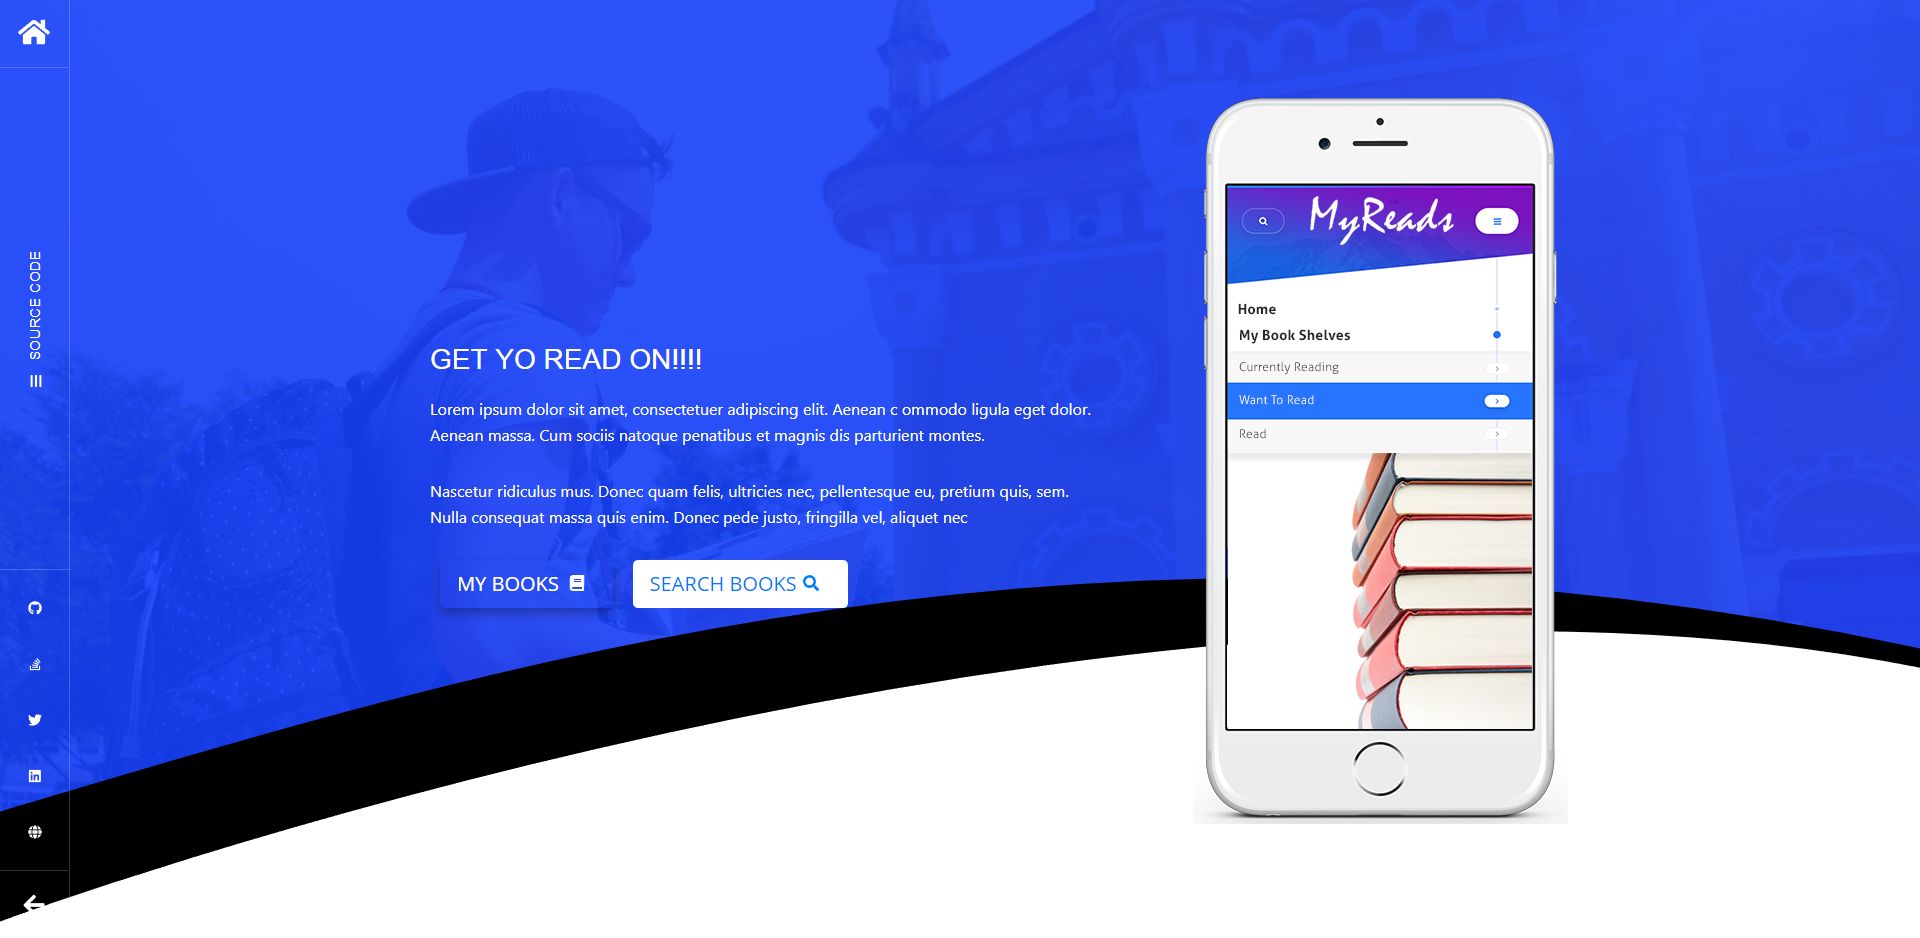 SOURCE CODE
GET YO READ ON!!!!
Lorem ipsum dolor sit amet, consectetuer adipiscing elit. Aenean c ommodo ligula eget dolor.
Aenean massa. Cum sociis natoque penatibus et magnis dis parturient montes.
Nascetur ridiculus mus. Donec quam felis, ultricies nec, pellentesque eu, pretium quis, sem.
Nulla consequat massa quis enim. Donec pede justo, fringilla vel, aliquet nec
MY BOOKS
SEARCH BOOKS
MyReads
Home
My Book Shelves
Currently Reading
Want To Read
Read